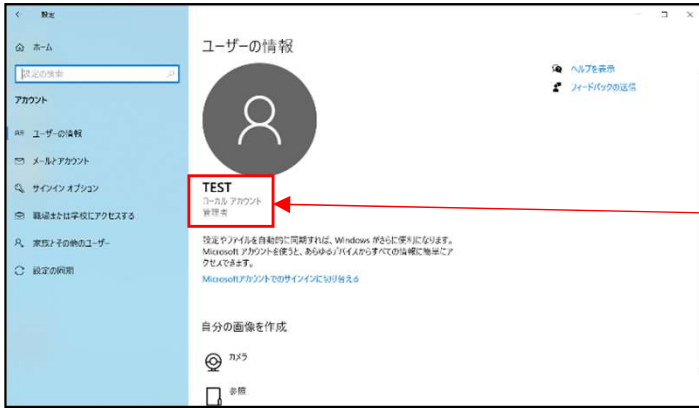 設定
ホーム
設定の検索
アカウント
ユーザーの情報
メールとアカウント
サインイン オプション
職場または学校にアクセスする
家族とその他のユーザー
設定の同期
ユーザーの情報
TEST
ローカル アカウント
管理者
設定やファイルを自動的に同期すれば、Windows がさらに便利になります。
Microsoft アカウントを使うと、あらゆるデバイスからすべての情報に簡単にア
クセスできます。
Microsoftアカウントでのサインインに切り替える
自分の画像を作成
カメラ
参照
ヘルプを表示
フィードバックの送信